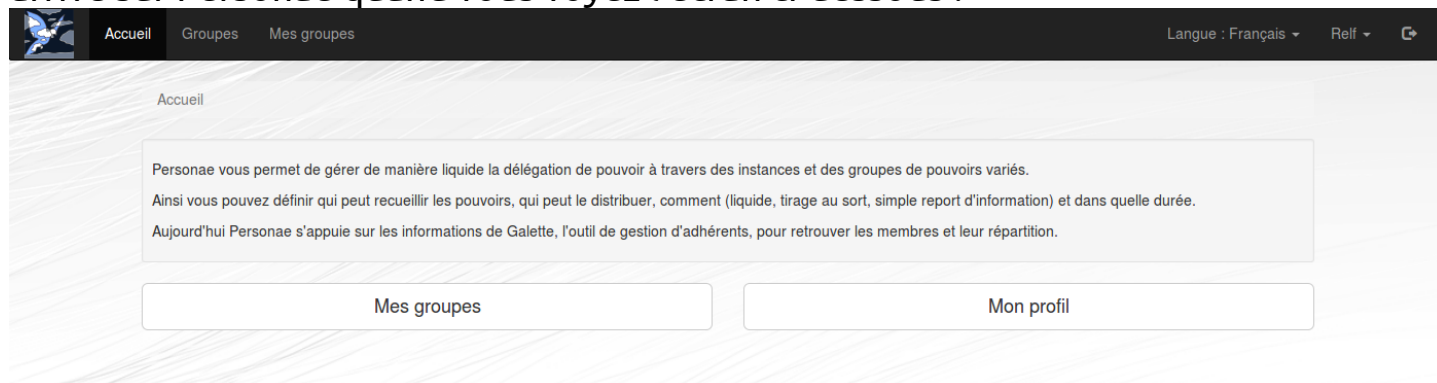 Accueil Groupes Mes groupes Langue : Français Relf
Accueil
Personae vous permet de gérer de manière liquide la délégation de pouvoir à travers des instances et des groupes de pouvoirs variés.
Ainsi vous pouvez définir qui peut recueillir les pouvoirs, qui peut le distribuer, comment (liquide, tirage au sort, simple report d'information) et dans quelle durée.
Aujourd'hui Personae s'appuie sur les informations de Galette, l'outil de gestion d'adhérents, pour retrouver les membres et leur répartition.
Mes groupes Mon profil